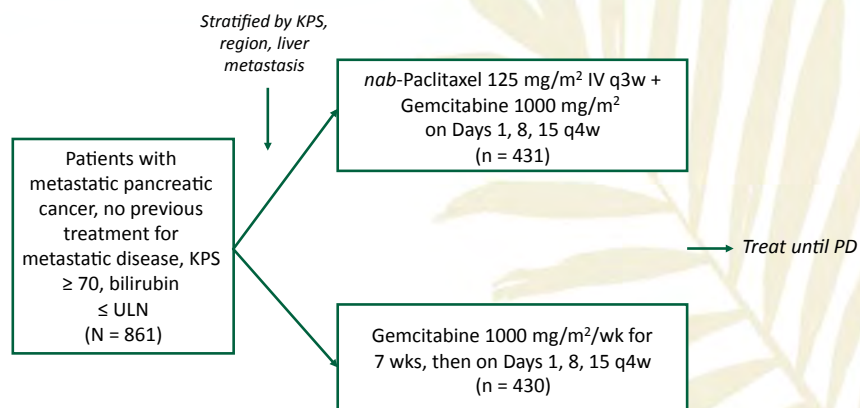 Stratified by KPS,
region, liver
metastasis
nab-Paclitaxel 125 mg/m² IV q3w +
Gemcitabine 1000 mg/m²
on Days 1, 8, 15 q4w
(n = 431)
Patients with
metastatic pancreatic
cancer, no previous
treatment for
metastatic disease, KPS
≥ 70, bilirubin
≤ ULN
(N = 861)
Treat until PD
Gemcitabine 1000 mg/m²/wk for
7 wks, then on Days 1, 8, 15 q4w
(n = 430)